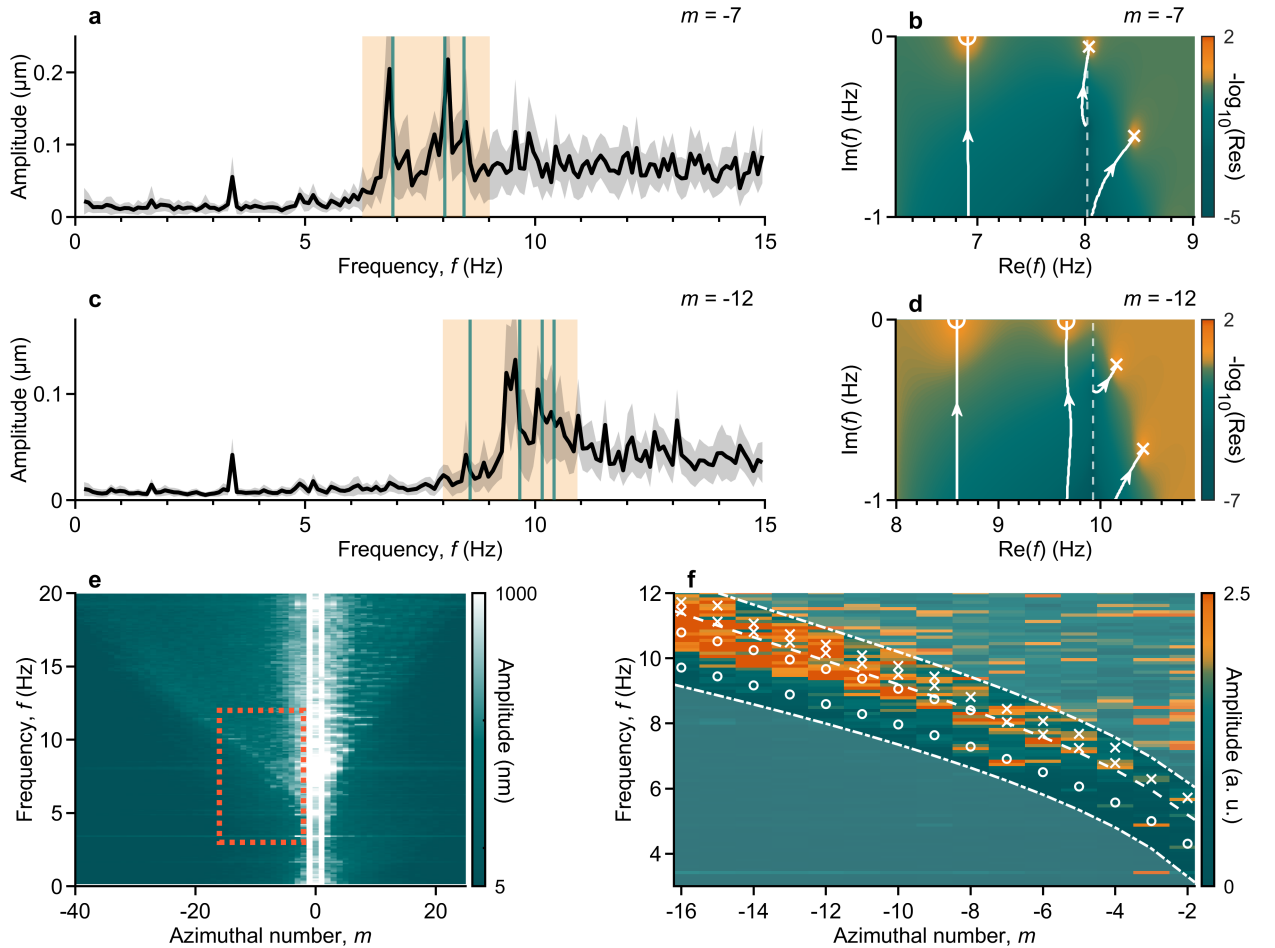 a
m = -7
Amplitude (µm)
0.2
0.1
0
0
5
10
15
Frequency, f (Hz)
b
m = -7
Im(f) (Hz)
0
-1
7
8
9
Re(f) (Hz)
2
-log10(Res)
-5
c
m = -12
Amplitude (µm)
0.1
0
0
5
10
15
Frequency, f (Hz)
d
m = -12
Im(f) (Hz)
0
-1
8
9
10
Re(f) (Hz)
2
-log10(Res)
-7
e
Frequency, f (Hz)
20
15
10
5
0
-40
-20
0
20
Azimuthal number, m
1000
Amplitude (nm)
5
f
Frequency, f (Hz)
12
10
8
6
4
-16
-14
-12
-10
-8
-6
-4
-2
Azimuthal number, m
2.5
Amplitude (a. u.)
0